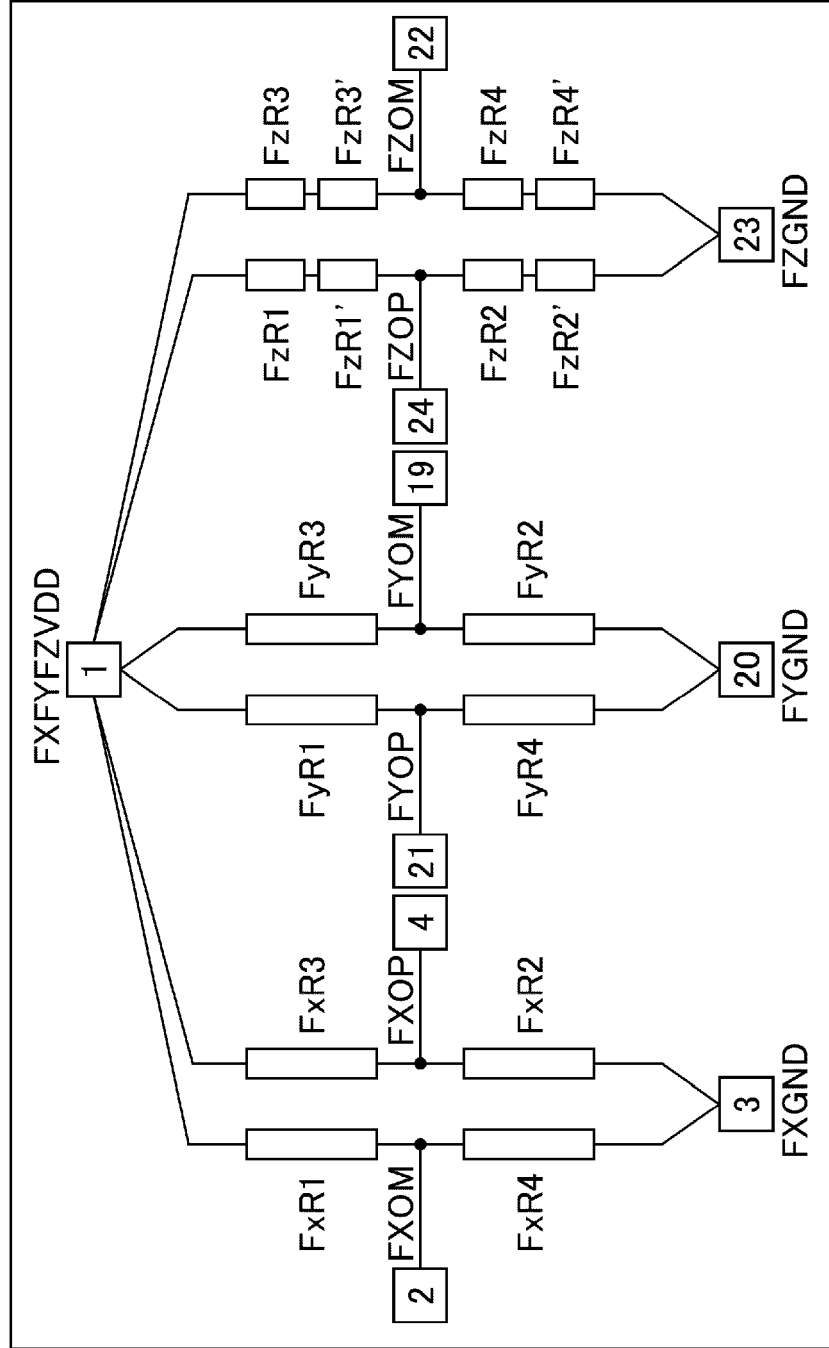 FXFYFZVDD
1
FxR1
FxR3
FyR1
FyR3
FzR1
FzR3
FzR1'
FzR3'
2
FXOM
FXOP
4
21
FYOP
FYOM
19
24
FZOP
FZOM
22
FxR4
FxR2
FyR4
FyR2
FzR2
FzR4
FzR2'
FzR4'
3
FXGND
20
FYGND
23
FZGND